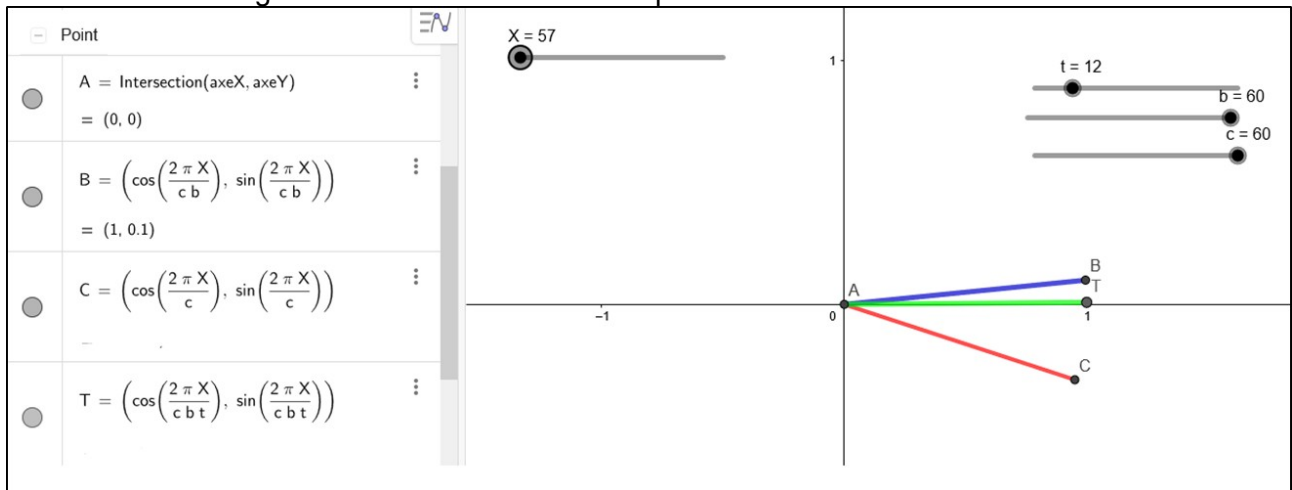 Point
A = Intersection(axeX, axeY)
= (0, 0)
B = (cos(2 π X / c b), sin(2 π X / c b))
= (1, 0.1)
C = (cos(2 π X / c), sin(2 π X / c))
T = (cos(2 π X / c b t), sin(2 π X / c b t))
X = 57
1
t = 12
b = 60
c = 60
B
T
A
−1
0
1
C